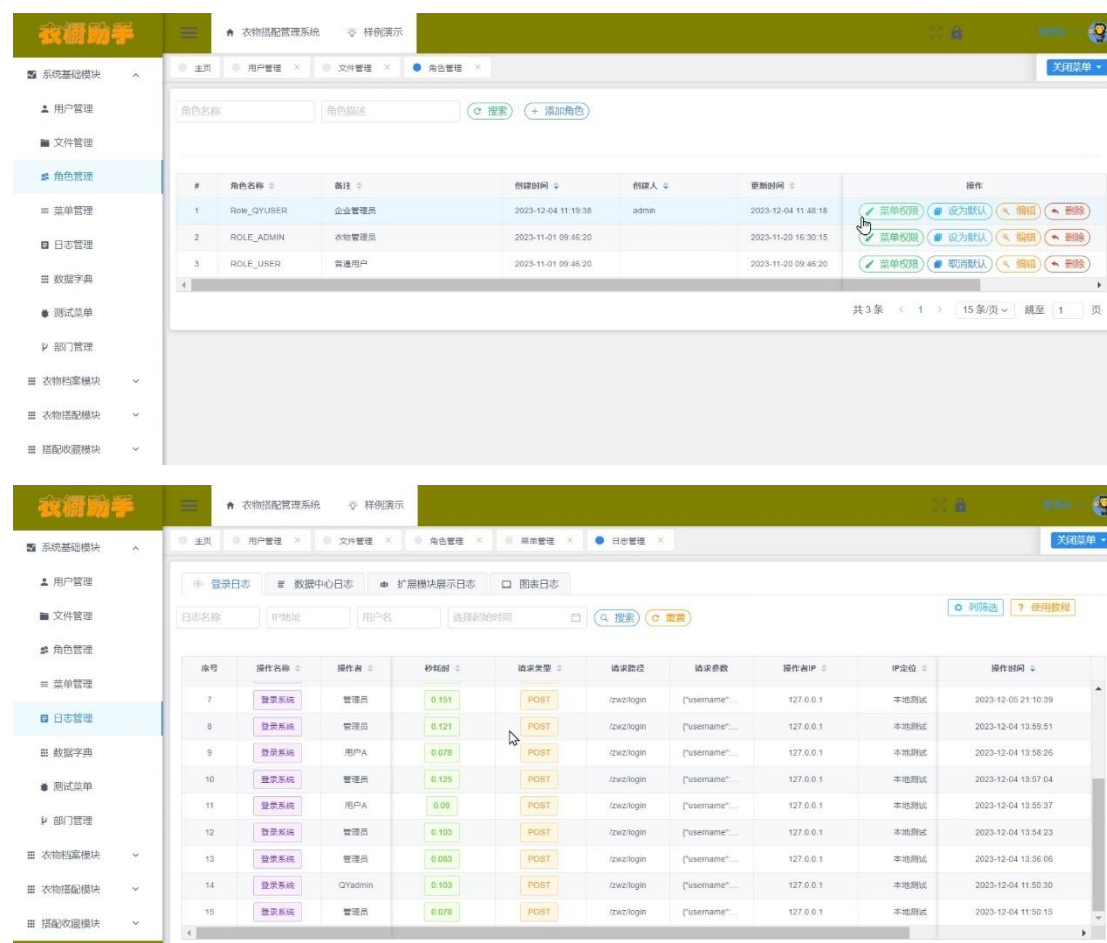 衣橱助手
衣物搭配管理系统 样例演示
系统基础模块
主页 用户管理 × 文件管理 × 角色管理 ×
关闭菜单
用户管理
文件管理
角色管理
菜单管理
日志管理
数据字典
测试菜单
部门管理
衣物档案模块
衣物搭配模块
搭配收藏模块
角色名称 角色描述 搜索 + 添加角色
# 角色名称 备注 创建时间 创建人 更新时间 操作
1 Role_QYUSER 企业管理员 2023-12-04 11:19:38 admin 2023-12-04 11:48:18 菜单权限 设为默认 编辑 删除
2 ROLE_ADMIN 衣物管理员 2023-11-01 09:46:20 2023-11-20 16:30:15 菜单权限 设为默认 编辑 删除
3 ROLE_USER 普通用户 2023-11-01 09:46:20 2023-11-20 09:46:20 菜单权限 取消默认 编辑 删除
共 3 条 < 1 > 15 条/页 跳至 1 页
衣橱助手
衣物搭配管理系统 样例演示
系统基础模块
主页 用户管理 × 文件管理 × 角色管理 × 菜单管理 × 日志管理 ×
关闭菜单
用户管理
文件管理
角色管理
菜单管理
日志管理
数据字典
测试菜单
部门管理
衣物档案模块
衣物搭配模块
搭配收藏模块
登录日志 数据中心日志 扩展模块展示日志 图表日志
日志名称 IP地址 用户名 选择起始时间 搜索 重置
列筛选 ? 使用教程
序号 操作名称 操作者 秒耗时 请求类型 请求路径 请求参数 操作者IP IP定位 操作时间
7 登录系统 管理员 0.151 POST /zwz/login {"username":... 127.0.0.1 本地测试 2023-12-05 21:10:39
8 登录系统 管理员 0.121 POST /zwz/login {"username":... 127.0.0.1 本地测试 2023-12-04 13:59:51
9 登录系统 用户A 0.078 POST /zwz/login {"username":... 127.0.0.1 本地测试 2023-12-04 13:58:26
10 登录系统 管理员 0.125 POST /zwz/login {"username":... 127.0.0.1 本地测试 2023-12-04 13:57:04
11 登录系统 用户A 0.09 POST /zwz/login {"username":... 127.0.0.1 本地测试 2023-12-04 13:55:37
12 登录系统 管理员 0.103 POST /zwz/login {"username":... 127.0.0.1 本地测试 2023-12-04 13:54:23
13 登录系统 管理员 0.083 POST /zwz/login {"username":... 127.0.0.1 本地测试 2023-12-04 13:36:06
14 登录系统 QYadmin 0.103 POST /zwz/login {"username":... 127.0.0.1 本地测试 2023-12-04 11:50:30
15 登录系统 管理员 0.078 POST /zwz/login {"username":... 127.0.0.1 本地测试 2023-12-04 11:50:15